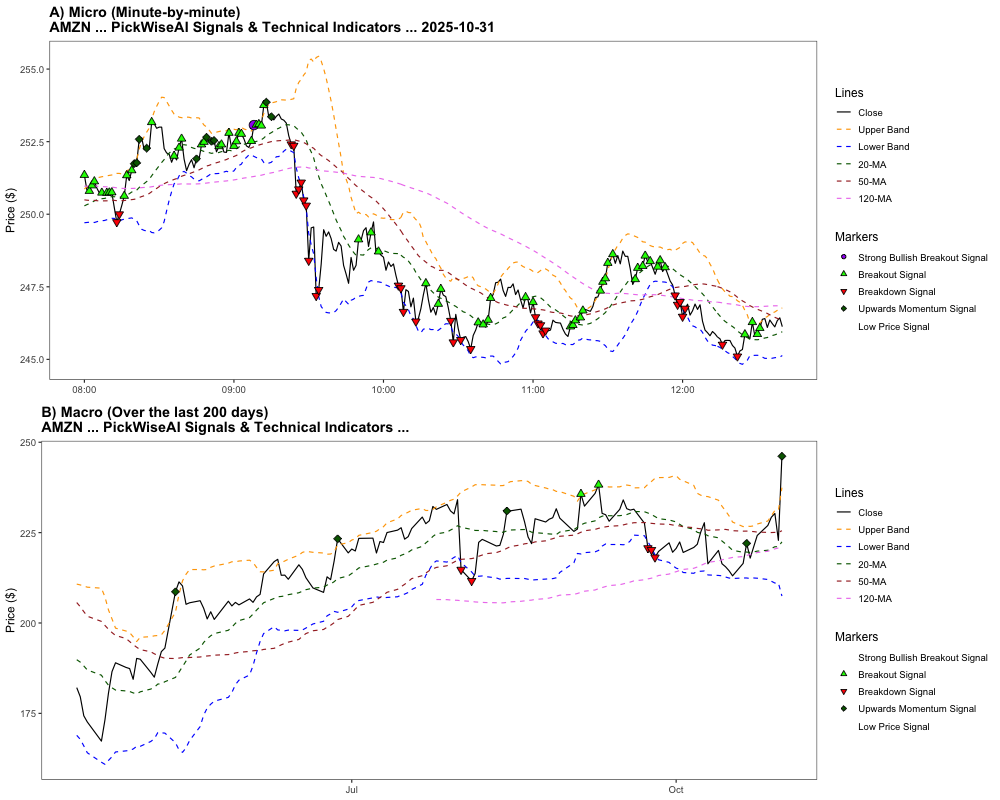 A) Micro (Minute-by-minute)
AMZN ... PickWiseAI Signals & Technical Indicators ... 2025-10-31
Price ($)
255.0
252.5
250.0
247.5
245.0
08:00
09:00
10:00
11:00
12:00
Lines
Close
Upper Band
Lower Band
20-MA
50-MA
120-MA
Markers
Strong Bullish Breakout Signal
Breakout Signal
Breakdown Signal
Upwards Momentum Signal
Low Price Signal
B) Macro (Over the last 200 days)
AMZN ... PickWiseAI Signals & Technical Indicators ...
Price ($)
250
225
200
175
Jul
Oct
Lines
Close
Upper Band
Lower Band
20-MA
50-MA
120-MA
Markers
Strong Bullish Breakout Signal
Breakout Signal
Breakdown Signal
Upwards Momentum Signal
Low Price Signal